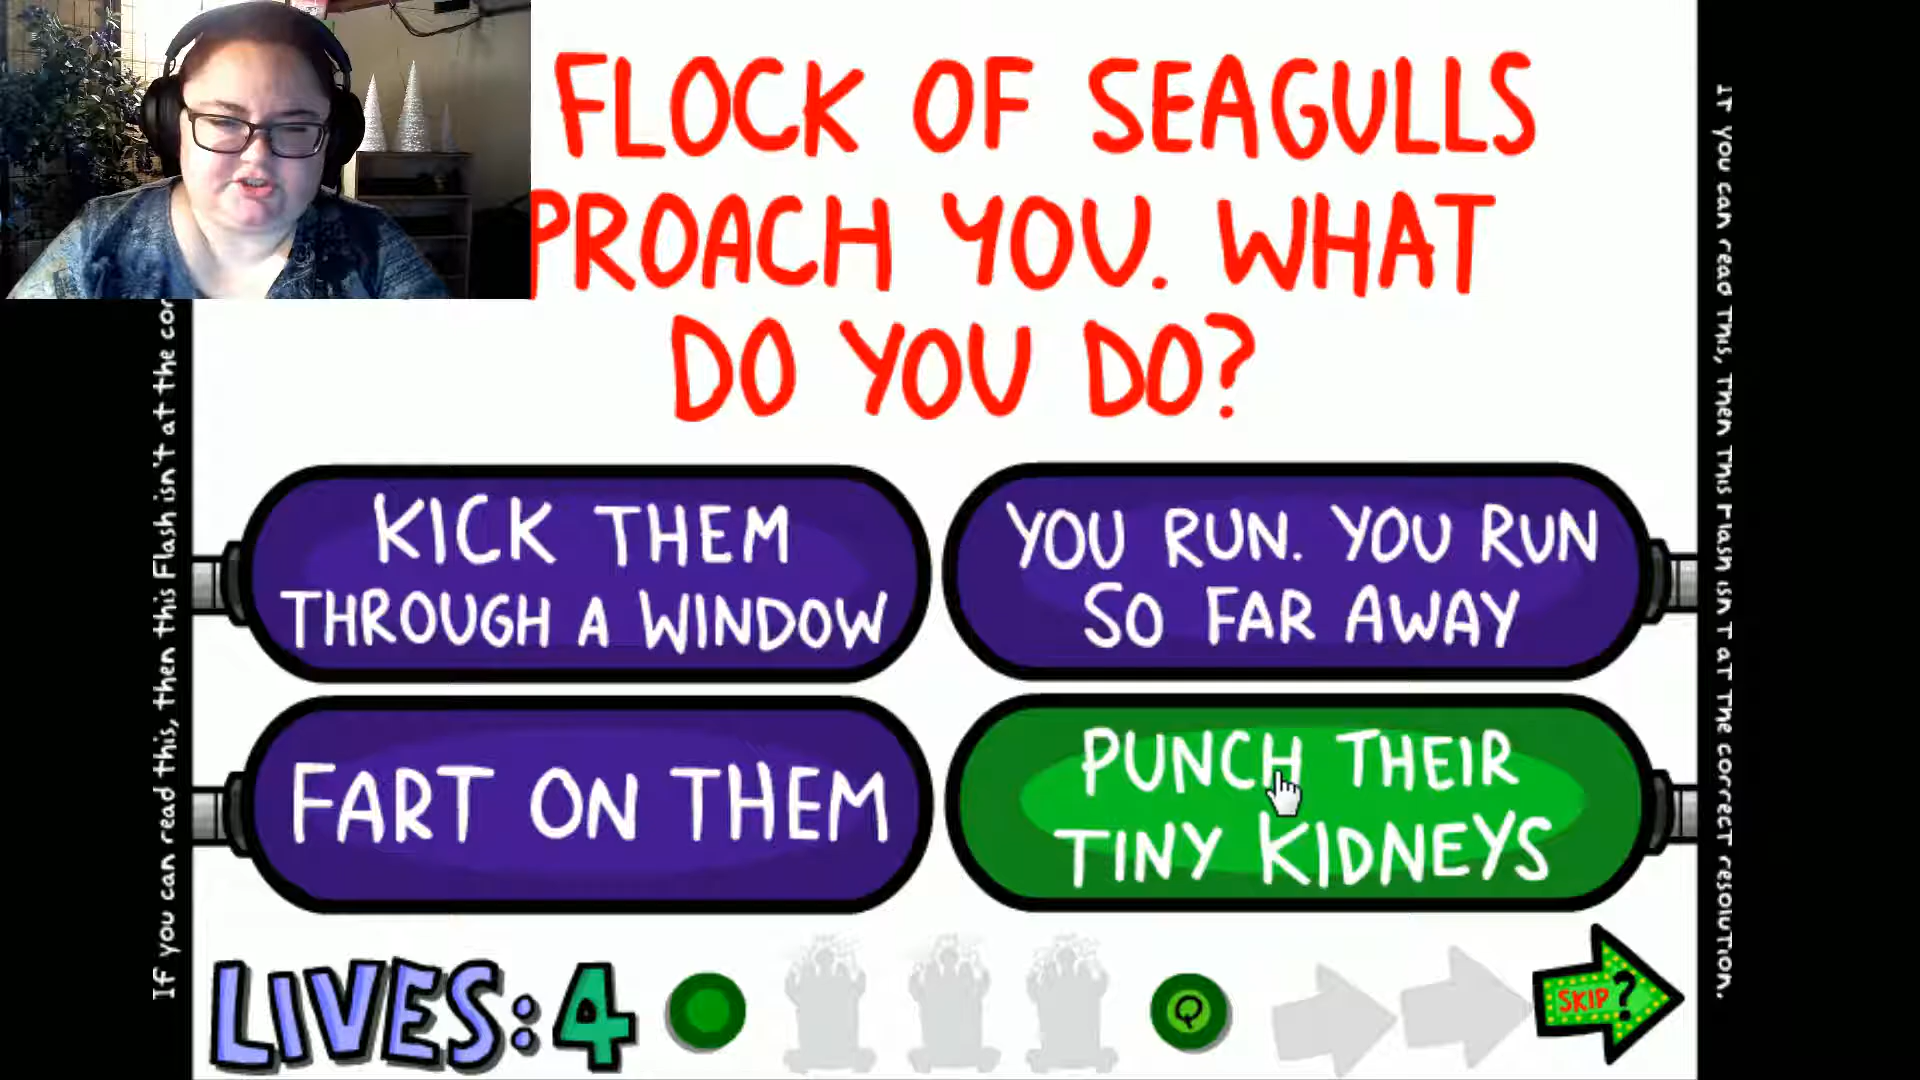 FLOCK OF SEAGULLS
PROACH YOU. WHAT
DO YOU DO?
KICK THEM
THROUGH A WINDOW
YOU RUN. YOU RUN
SO FAR AWAY
FART ON THEM
PUNCH THEIR
TINY KIDNEYS
LIVES: 4
Q
SKIP?
If you can read this, then this Flash isn't at the cor
If you can read this, then this Flash isn't at the correct resolution.